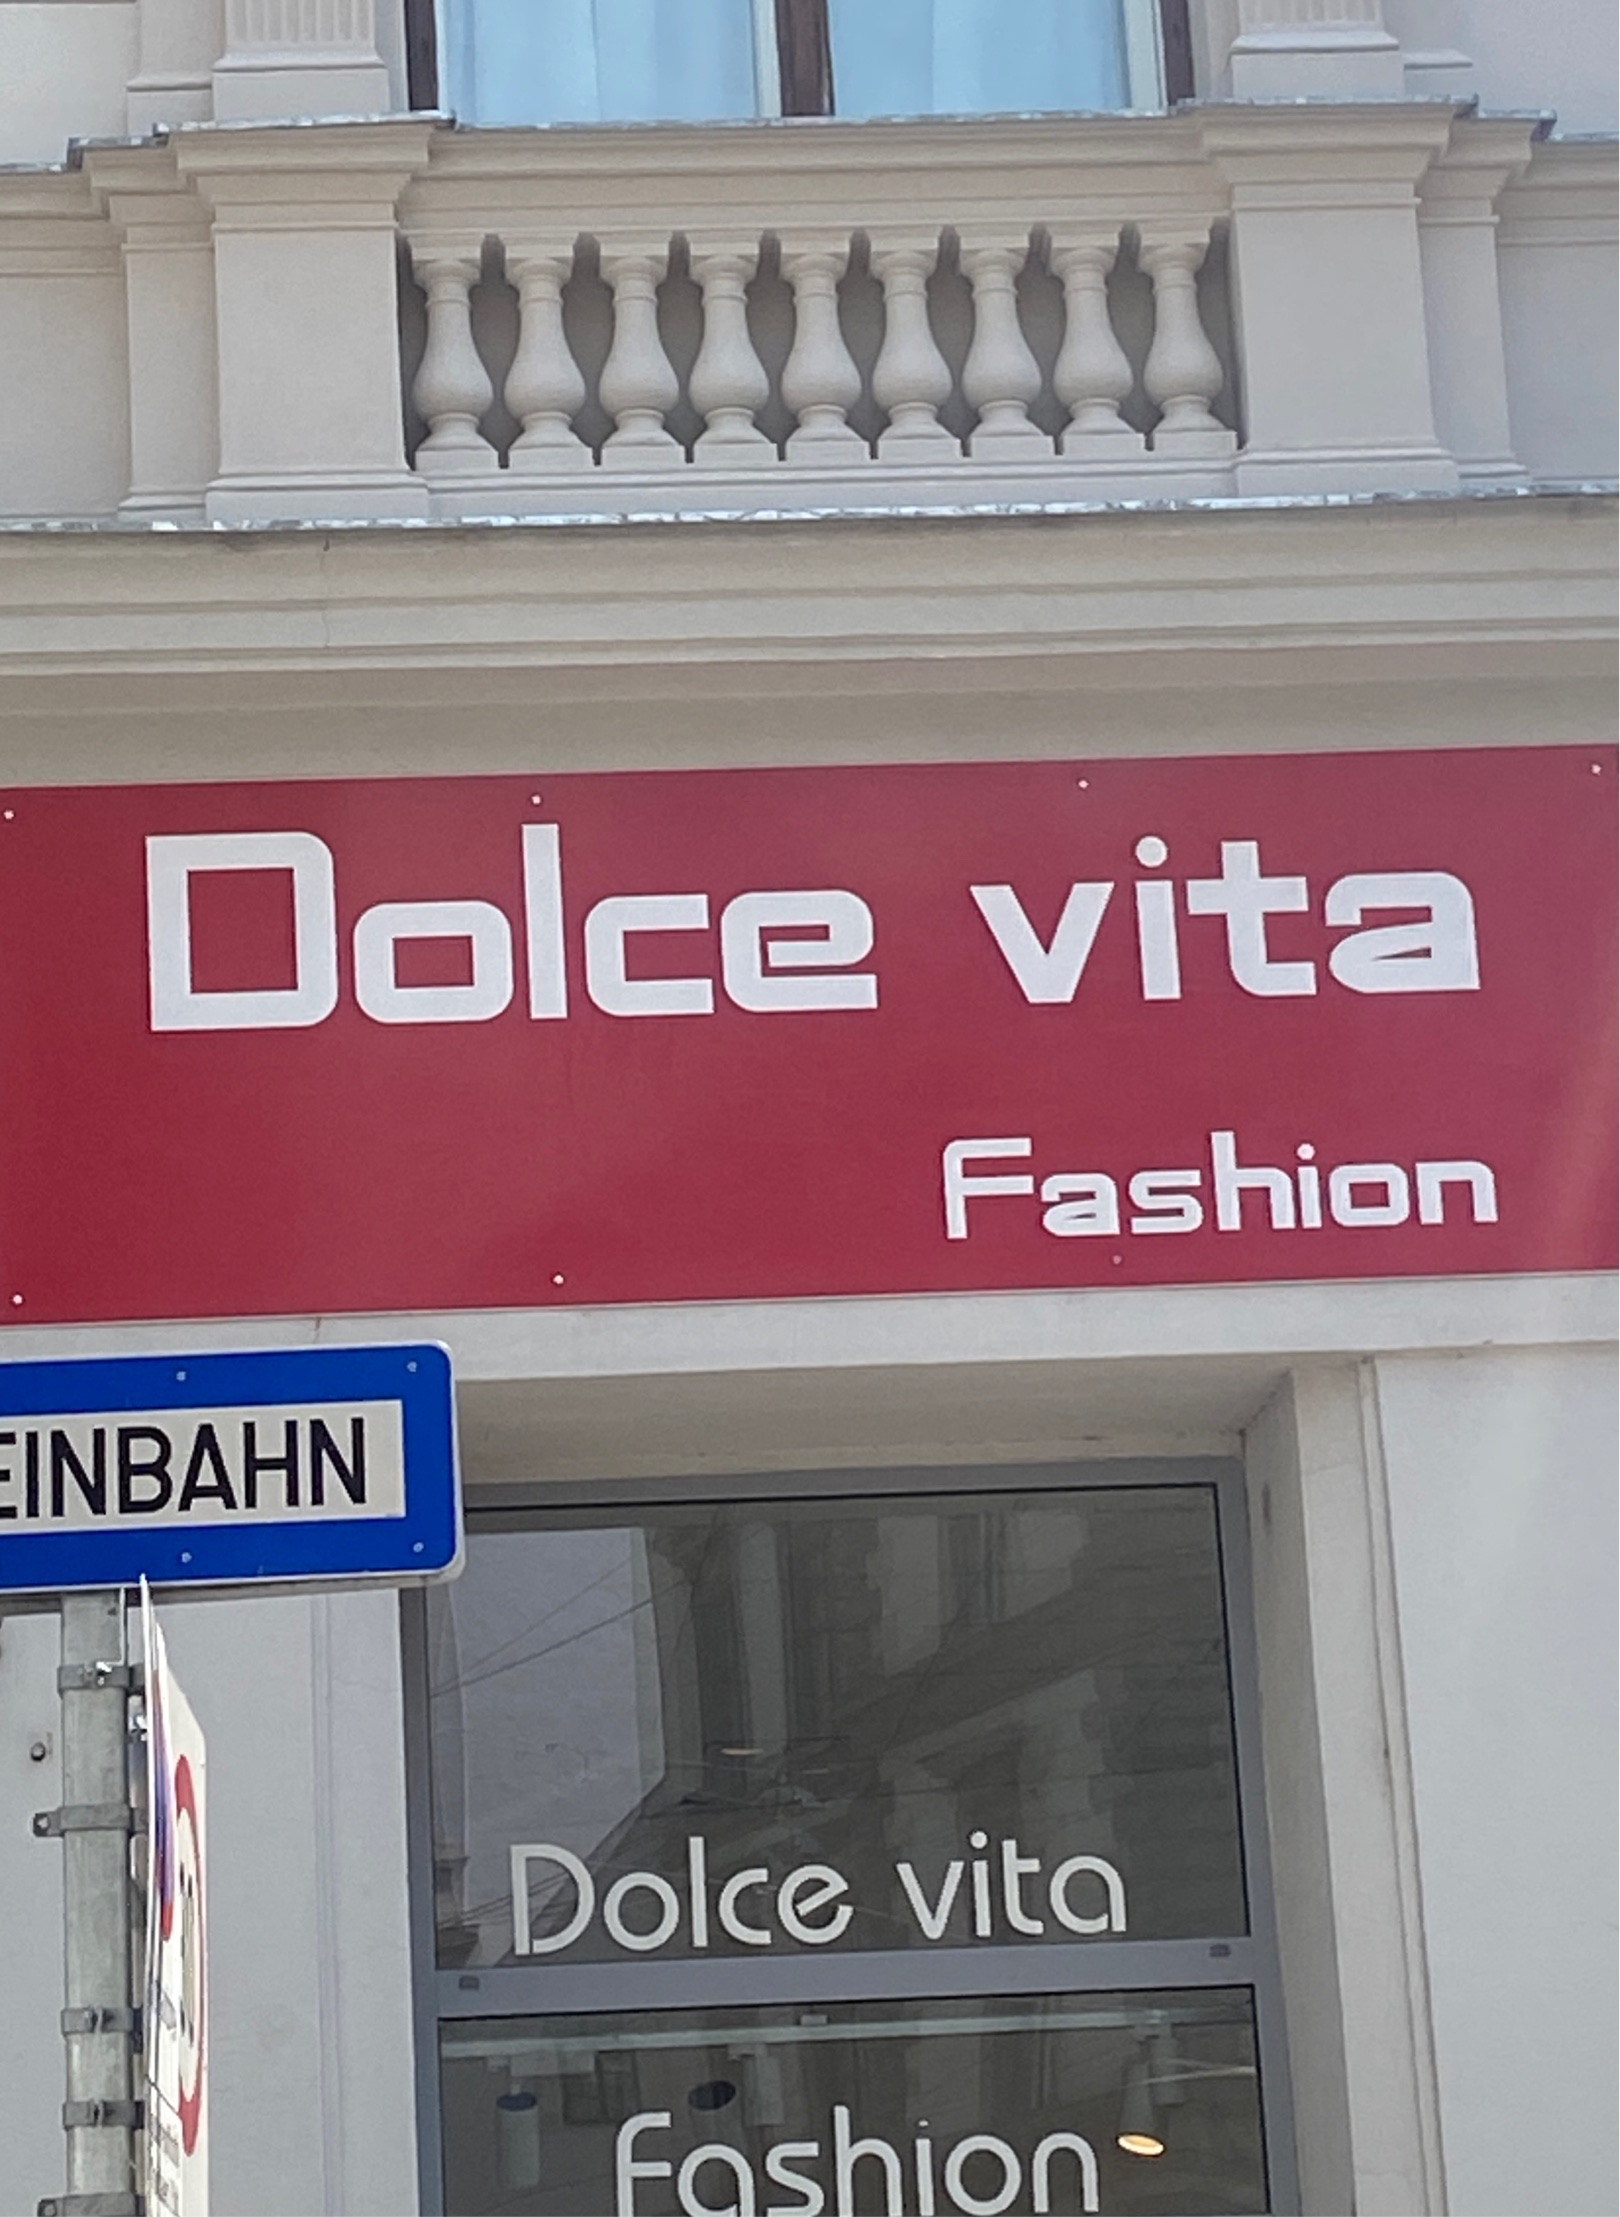 Dolce vita
Fashion
EINBAHN
Dolce vita
Fashion